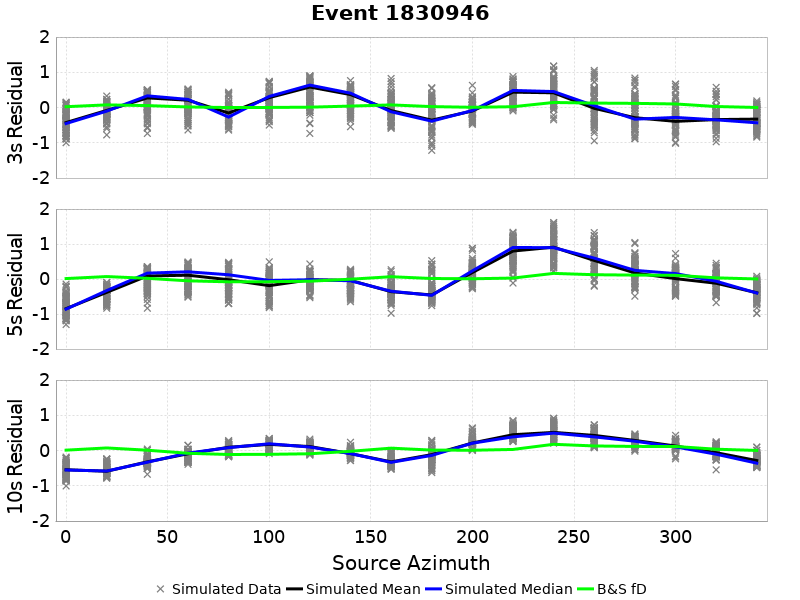 Event 1830946
3s Residual
2
1
0
-1
-2
5s Residual
2
1
0
-1
-2
10s Residual
2
1
0
-1
-2
0 50 100 150 200 250 300
Source Azimuth
Simulated Data Simulated Mean Simulated Median B&S fD